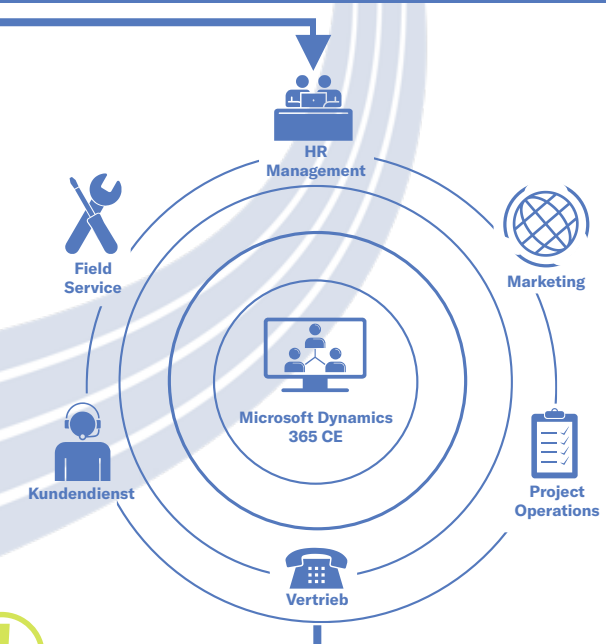 HR
Management
Field
Service
Marketing
Microsoft Dynamics
365 CE
Kundendienst
Project
Operations
Vertrieb